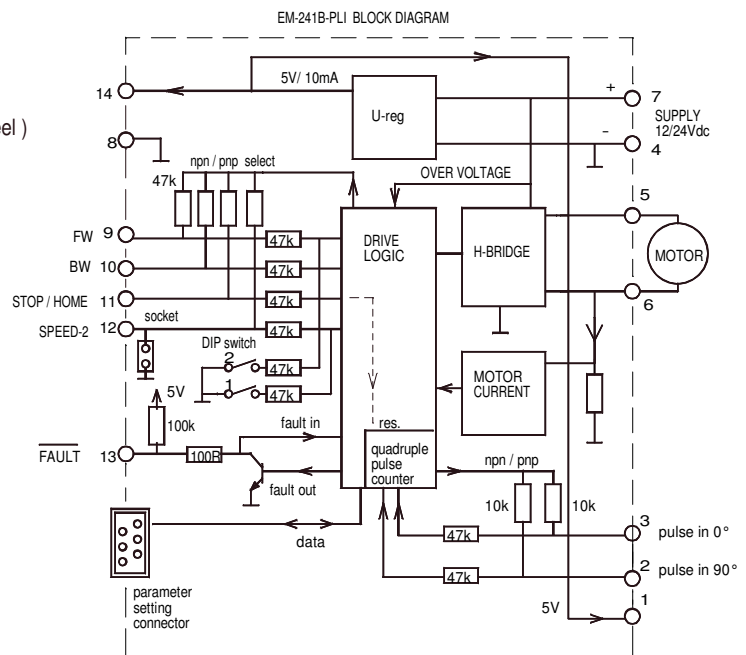 EM-241B-PLI BLOCK DIAGRAM
eel )
14
5V/ 10mA
U-reg
+
7
SUPPLY
12/24Vdc
-
4
8
npn / pnp select
47k
OVER VOLTAGE
5
FW
9
47k
DRIVE
LOGIC
H-BRIDGE
MOTOR
BW
10
47k
STOP / HOME
11
47k
6
SPEED-2
12
socket
47k
DIP switch
2
47k
1
47k
MOTOR
CURRENT
5V
100k
fault in
res.
FAULT
13
100R
quadruple
pulse
counter
npn / pnp
fault out
10k
10k
data
47k
3
pulse in 0°
47k
2
pulse in 90°
5V
1
parameter
setting
connector